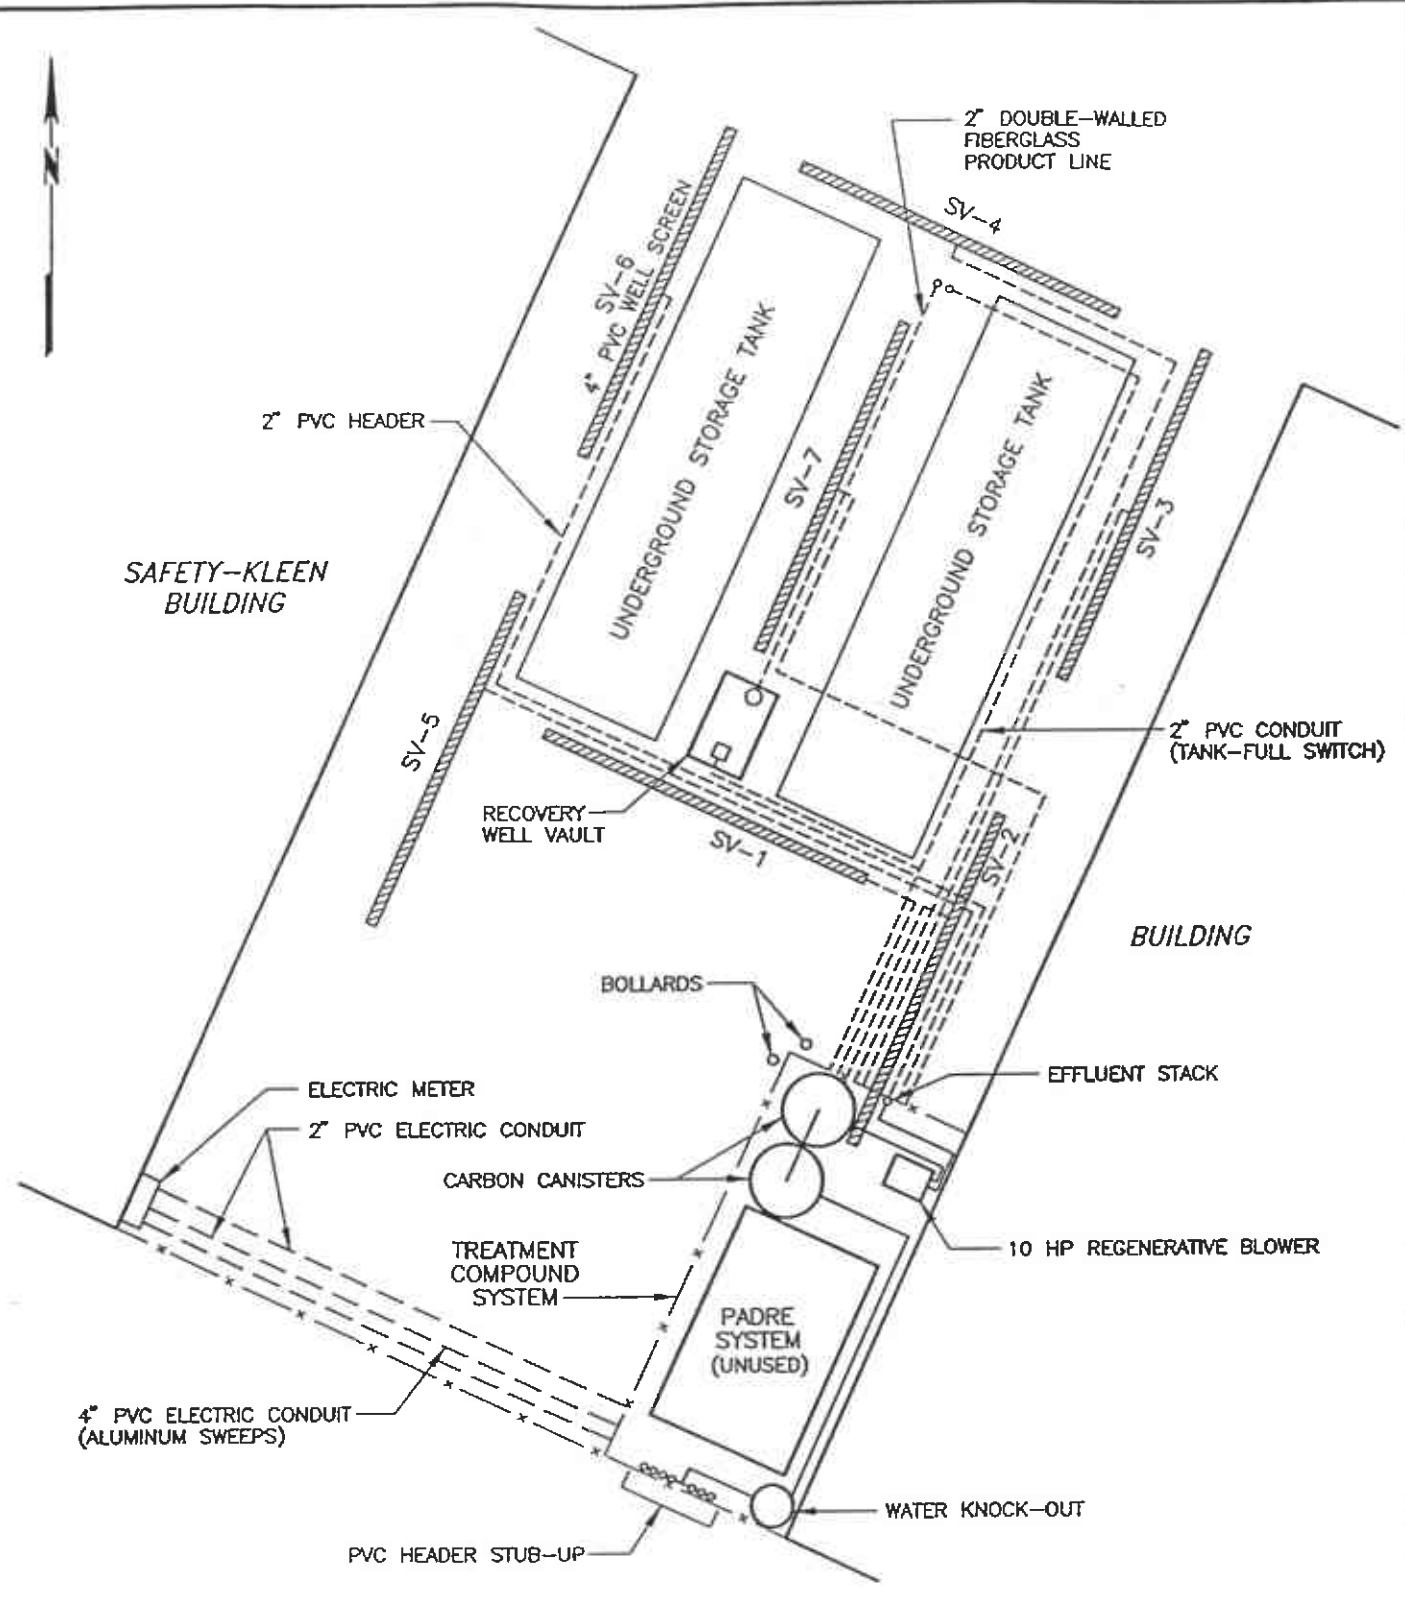 N
2" DOUBLE-WALLED
FIBERGLASS
PRODUCT LINE
SV-4
SV-6
4" PVC WELL SCREEN
UNDERGROUND STORAGE TANK
2" PVC HEADER
SV-7
UNDERGROUND STORAGE TANK
SV-3
SAFETY-KLEEN
BUILDING
SV-5
2" PVC CONDUIT
(TANK-FULL SWITCH)
RECOVERY
WELL VAULT
SV-1
SV-2
BUILDING
BOLLARDS
EFFLUENT STACK
ELECTRIC METER
2" PVC ELECTRIC CONDUIT
CARBON CANISTERS
10 HP REGENERATIVE BLOWER
TREATMENT
COMPOUND
SYSTEM
PADRE
SYSTEM
(UNUSED)
4" PVC ELECTRIC CONDUIT
(ALUMINUM SWEEPS)
WATER KNOCK-OUT
PVC HEADER STUB-UP